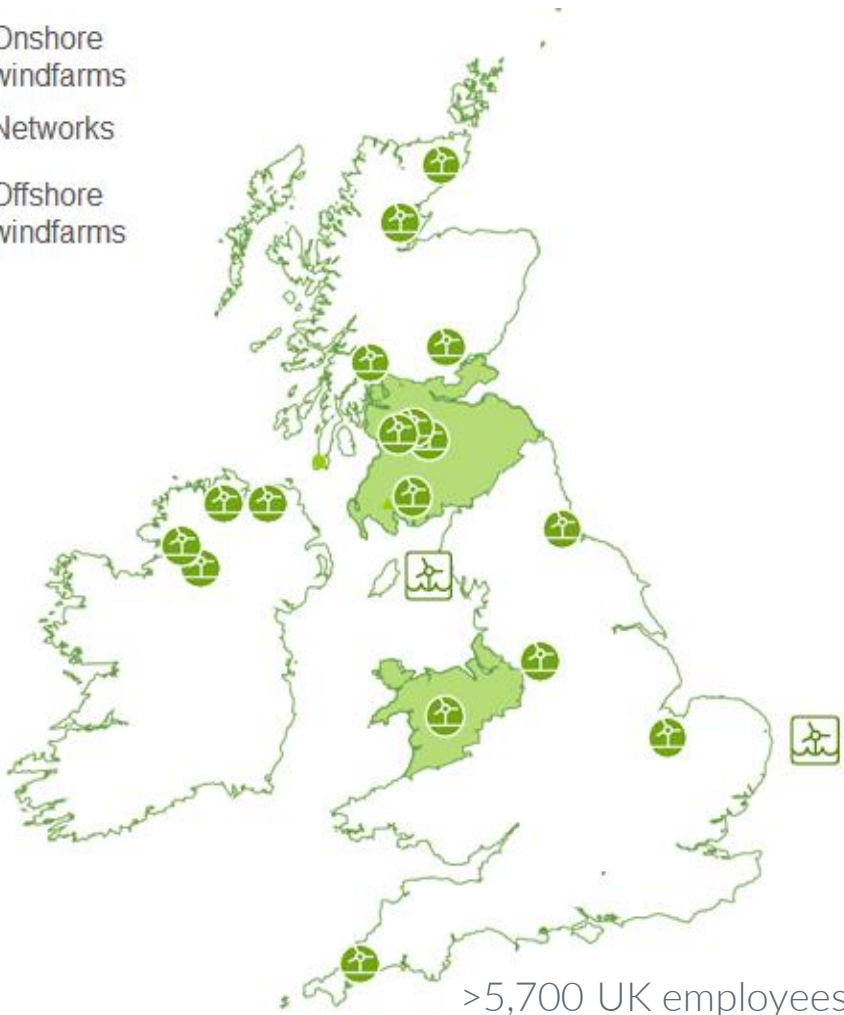 Onshore
windfarms
Networks
Offshore
windfarms
>5,700 UK employees